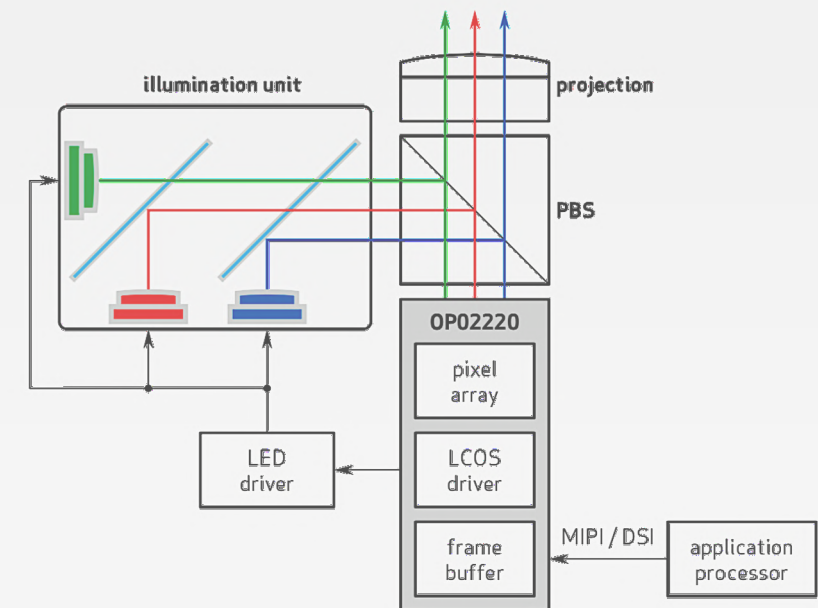 illumination unit
projection
PBS
OP02220
pixel
array
LED
driver
LCOS
driver
frame
buffer
MIPI / DSI
application
processor